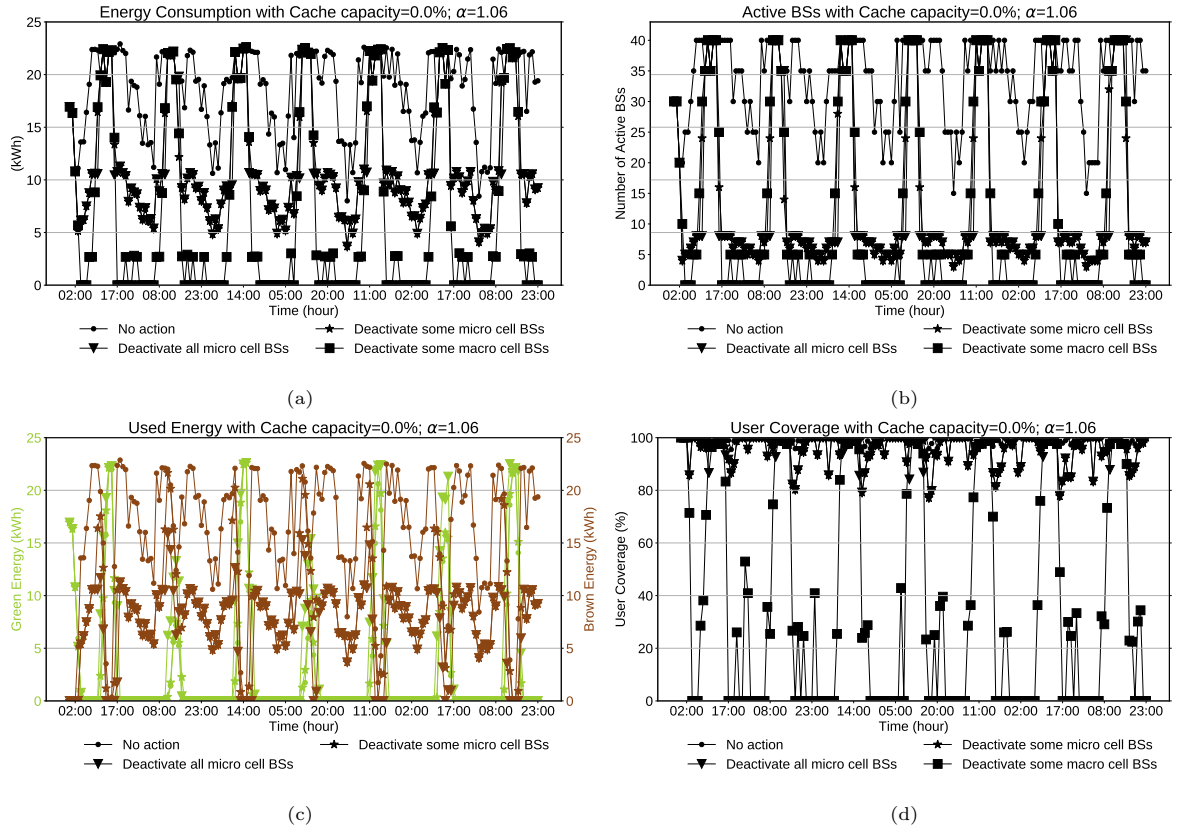 Energy Consumption with Cache capacity=0.0%; α=1.06
25
20
15
10
5
0
(kWh)
02:00 17:00 08:00 23:00 14:00 05:00 20:00 11:00 02:00 17:00 08:00 23:00
Time (hour)
No action
Deactivate all micro cell BSs
Deactivate some micro cell BSs
Deactivate some macro cell BSs
(a)
Active BSs with Cache capacity=0.0%; α=1.06
40
35
30
25
20
15
10
5
0
Number of Active BSs
02:00 17:00 08:00 23:00 14:00 05:00 20:00 11:00 02:00 17:00 08:00 23:00
Time (hour)
No action
Deactivate all micro cell BSs
Deactivate some micro cell BSs
Deactivate some macro cell BSs
(b)
Used Energy with Cache capacity=0.0%; α=1.06
25
20
15
10
5
0
Green Energy (kWh)
25
20
15
10
5
0
Brown Energy (kWh)
02:00 17:00 08:00 23:00 14:00 05:00 20:00 11:00 02:00 17:00 08:00 23:00
Time (hour)
No action
Deactivate all micro cell BSs
Deactivate some micro cell BSs
(c)
User Coverage with Cache capacity=0.0%; α=1.06
100
80
60
40
20
0
User Coverage (%)
02:00 17:00 08:00 23:00 14:00 05:00 20:00 11:00 02:00 17:00 08:00 23:00
Time (hour)
No action
Deactivate all micro cell BSs
Deactivate some micro cell BSs
Deactivate some macro cell BSs
(d)